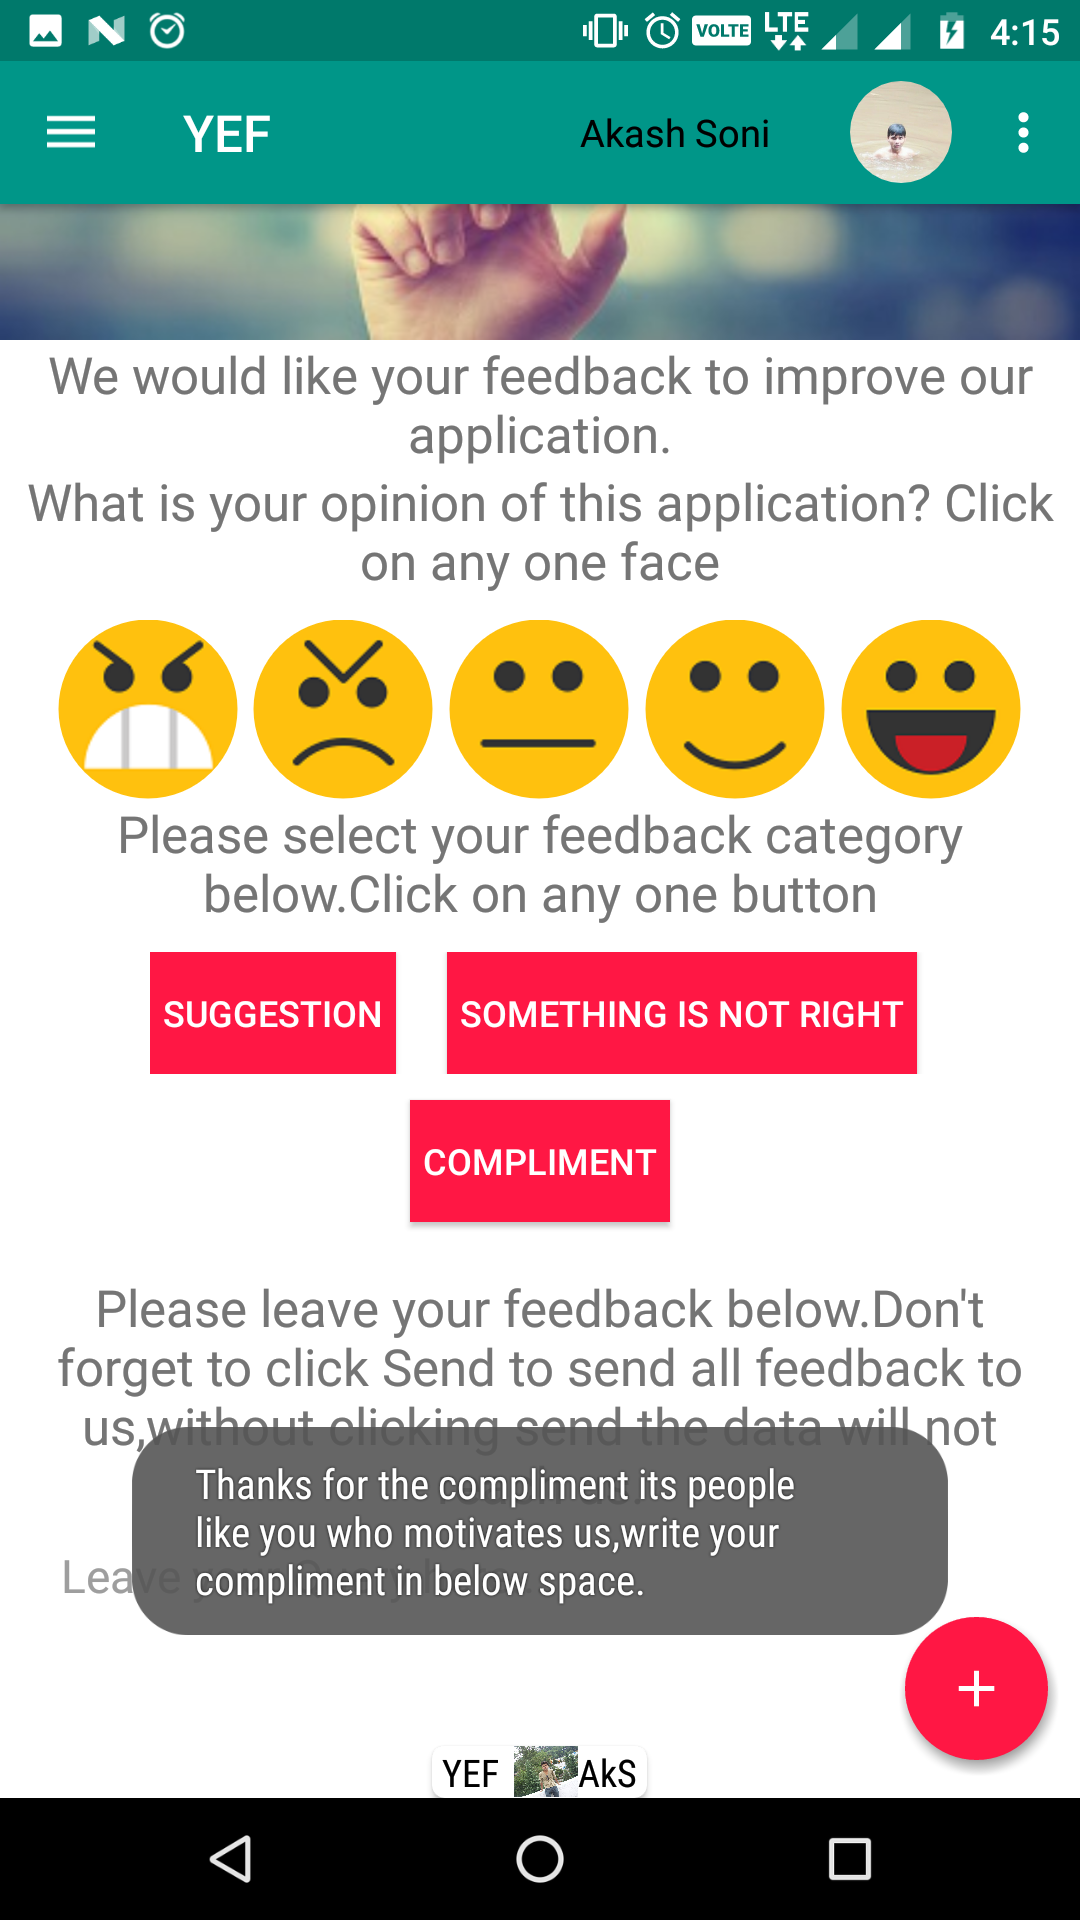 VOLTE LTE 4:15
YEF Akash Soni
We would like your feedback to improve our
application.
What is your opinion of this application? Click
on any one face
Please select your feedback category
below.Click on any one button
SUGGESTION SOMETHING IS NOT RIGHT
COMPLIMENT
Please leave your feedback below.Don't
forget to click Send to send all feedback to
us,without clicking send the data will not
Thanks for the compliment its people
like you who motivates us,write your
compliment in below space.
Leave
YEF AkS